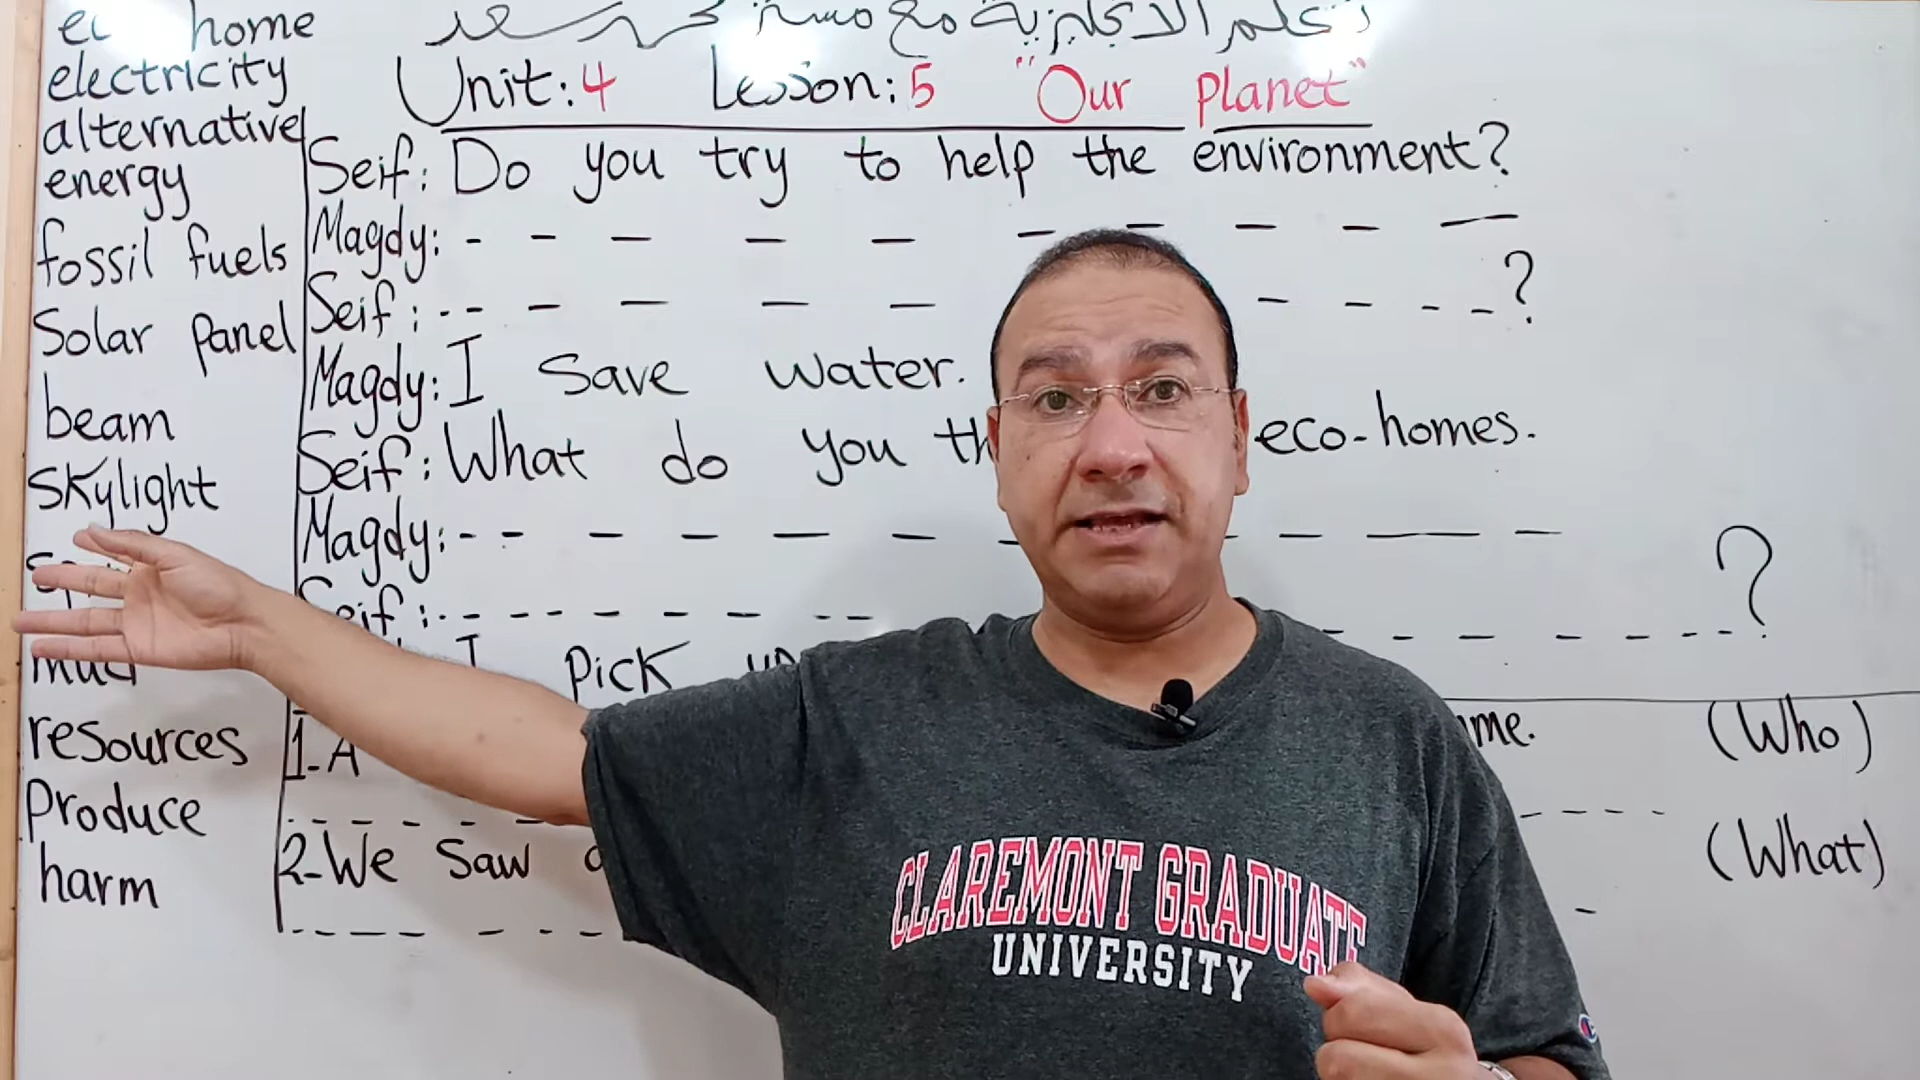 تعلم الانجليزية مع مستر محمد سعد
Unit: 4 Lesson: 5 "Our planet"
home
electricity
alternative
energy
fossil fuels
Solar panel
beam
Skylight
resources
Produce
harm
Seif: Do you try to help the environment?
Magdy: - - - - - - - - - -
Seif: - - - - - - - - - - ?
Magdy: I save water.
Seif: What do you eco-homes.
Magdy: - - - - - - - - - -
Seif: - - - - - - - - - - ?
I Pick up
1- A me. (Who)
2- We Saw (What)
CLAREMONT GRADUATE
UNIVERSITY